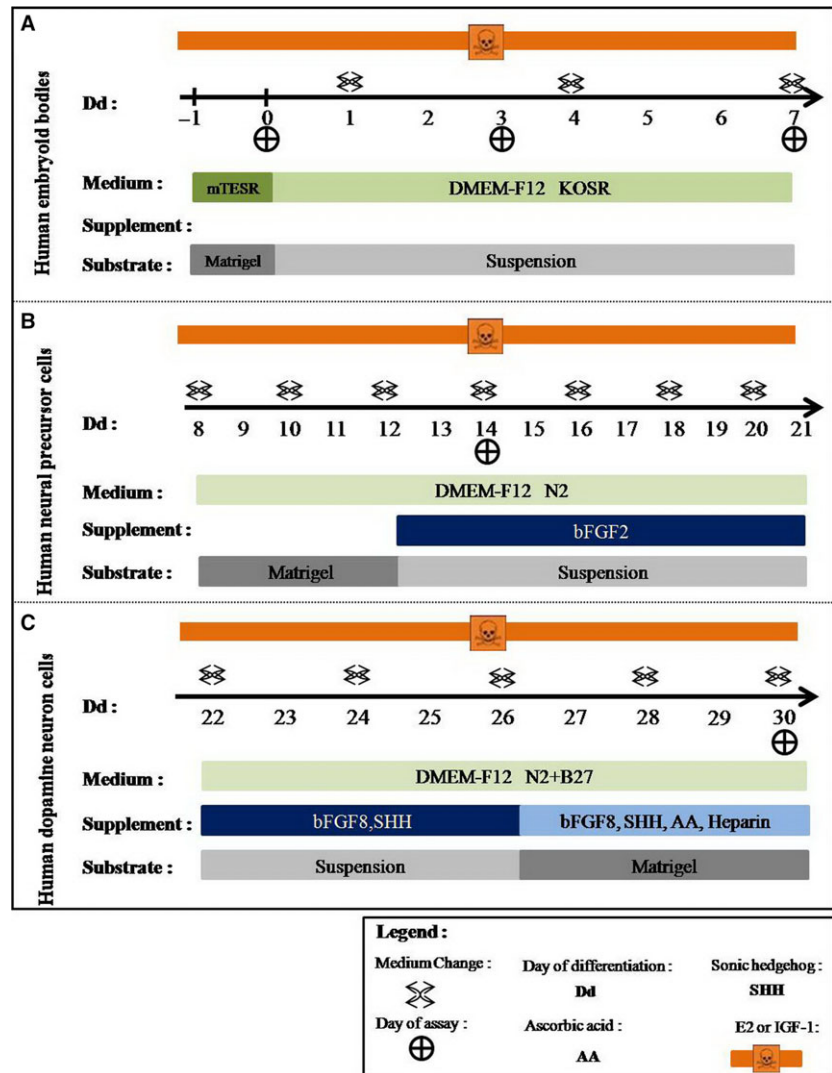 A
Human embryoid bodies
Dd :
-1 0 1 2 3 4 5 6 7
Medium : mTESR DMEM-F12 KOSR
Supplement :
Substrate : Matrigel Suspension
B
Human neural precursor cells
Dd :
8 9 10 11 12 13 14 15 16 17 18 19 20 21
Medium : DMEM-F12 N2
Supplement : bFGF2
Substrate : Matrigel Suspension
C
Human dopamine neuron cells
Dd :
22 23 24 25 26 27 28 29 30
Medium : DMEM-F12 N2+B27
Supplement : bFGF8,SHH bFGF8, SHH, AA, Heparin
Substrate : Suspension Matrigel
Legend :
Medium Change : Day of differentiation : Sonic hedgehog :
Dd SHH
Day of assay : Ascorbic acid : E2 or IGF-1:
AA